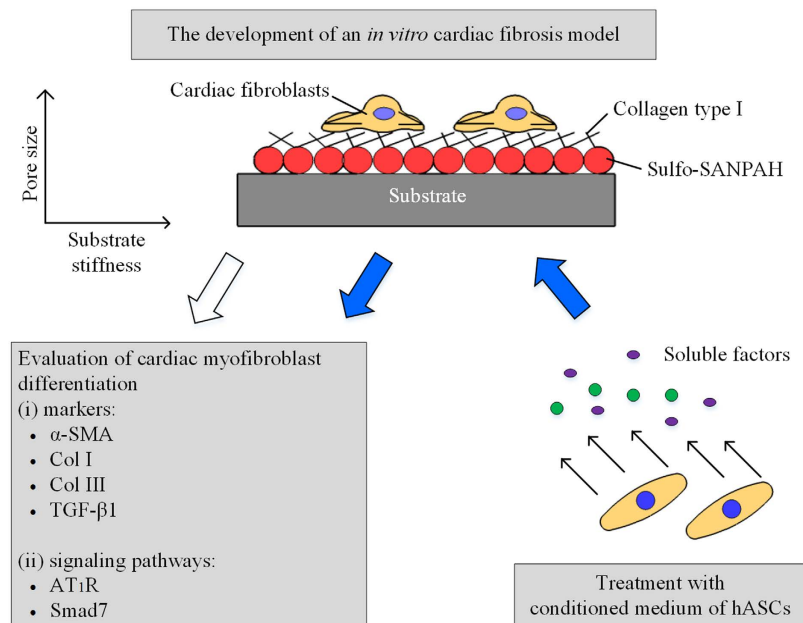 The development of an in vitro cardiac fibrosis model
Cardiac fibroblasts
Collagen type I
Pore size
Sulfo-SANPAH
Substrate
Substrate
stiffness
Evaluation of cardiac myofibroblast
differentiation
(i) markers:
• α-SMA
• Col I
• Col III
• TGF-β1
(ii) signaling pathways:
• AT1R
• Smad7
Soluble factors
Treatment with
conditioned medium of hASCs